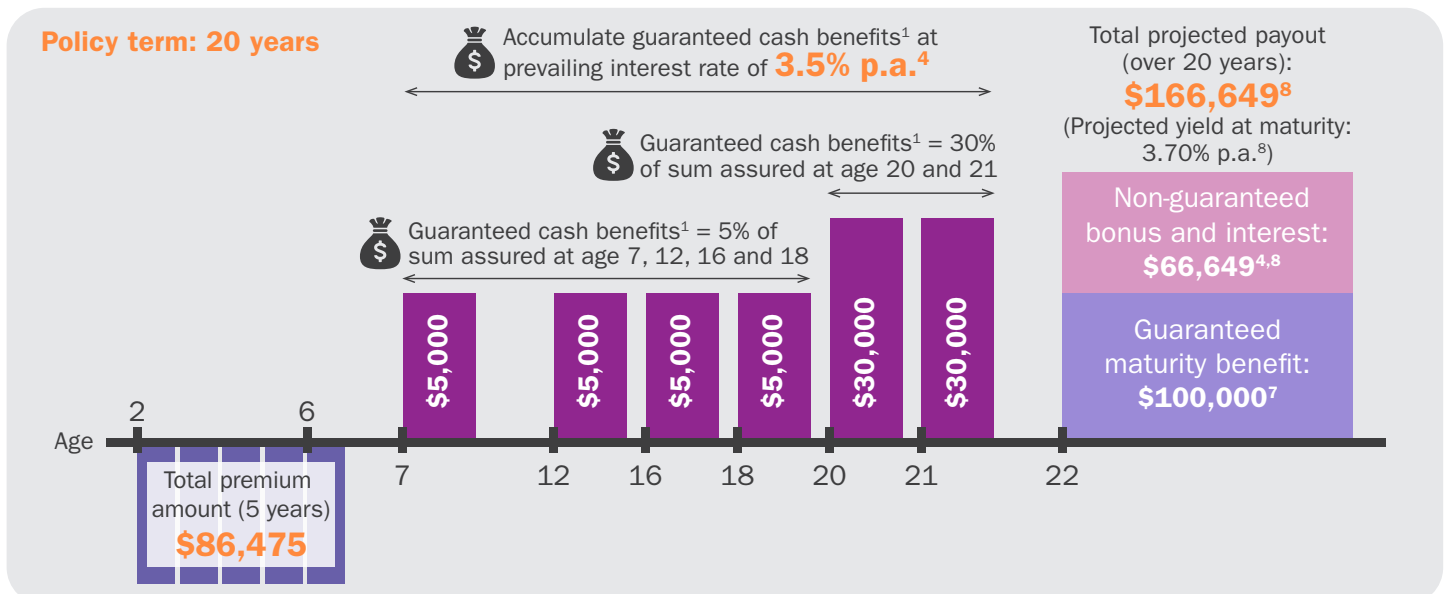 Policy term: 20 years
Accumulate guaranteed cash benefits¹ at
prevailing interest rate of 3.5% p.a.⁴
Guaranteed cash benefits¹ = 30%
of sum assured at age 20 and 21
Guaranteed cash benefits¹ = 5% of
sum assured at age 7, 12, 16 and 18
Total projected payout
(over 20 years):
$166,649⁸
(Projected yield at maturity:
3.70% p.a.⁸)
Non-guaranteed
bonus and interest:
$66,649⁴,⁸
Guaranteed
maturity benefit:
$100,000⁷
$5,000
$5,000
$5,000
$5,000
$30,000
$30,000
2
6
Age
7
12
16
18
20
21
22
Total premium
amount (5 years)
$86,475